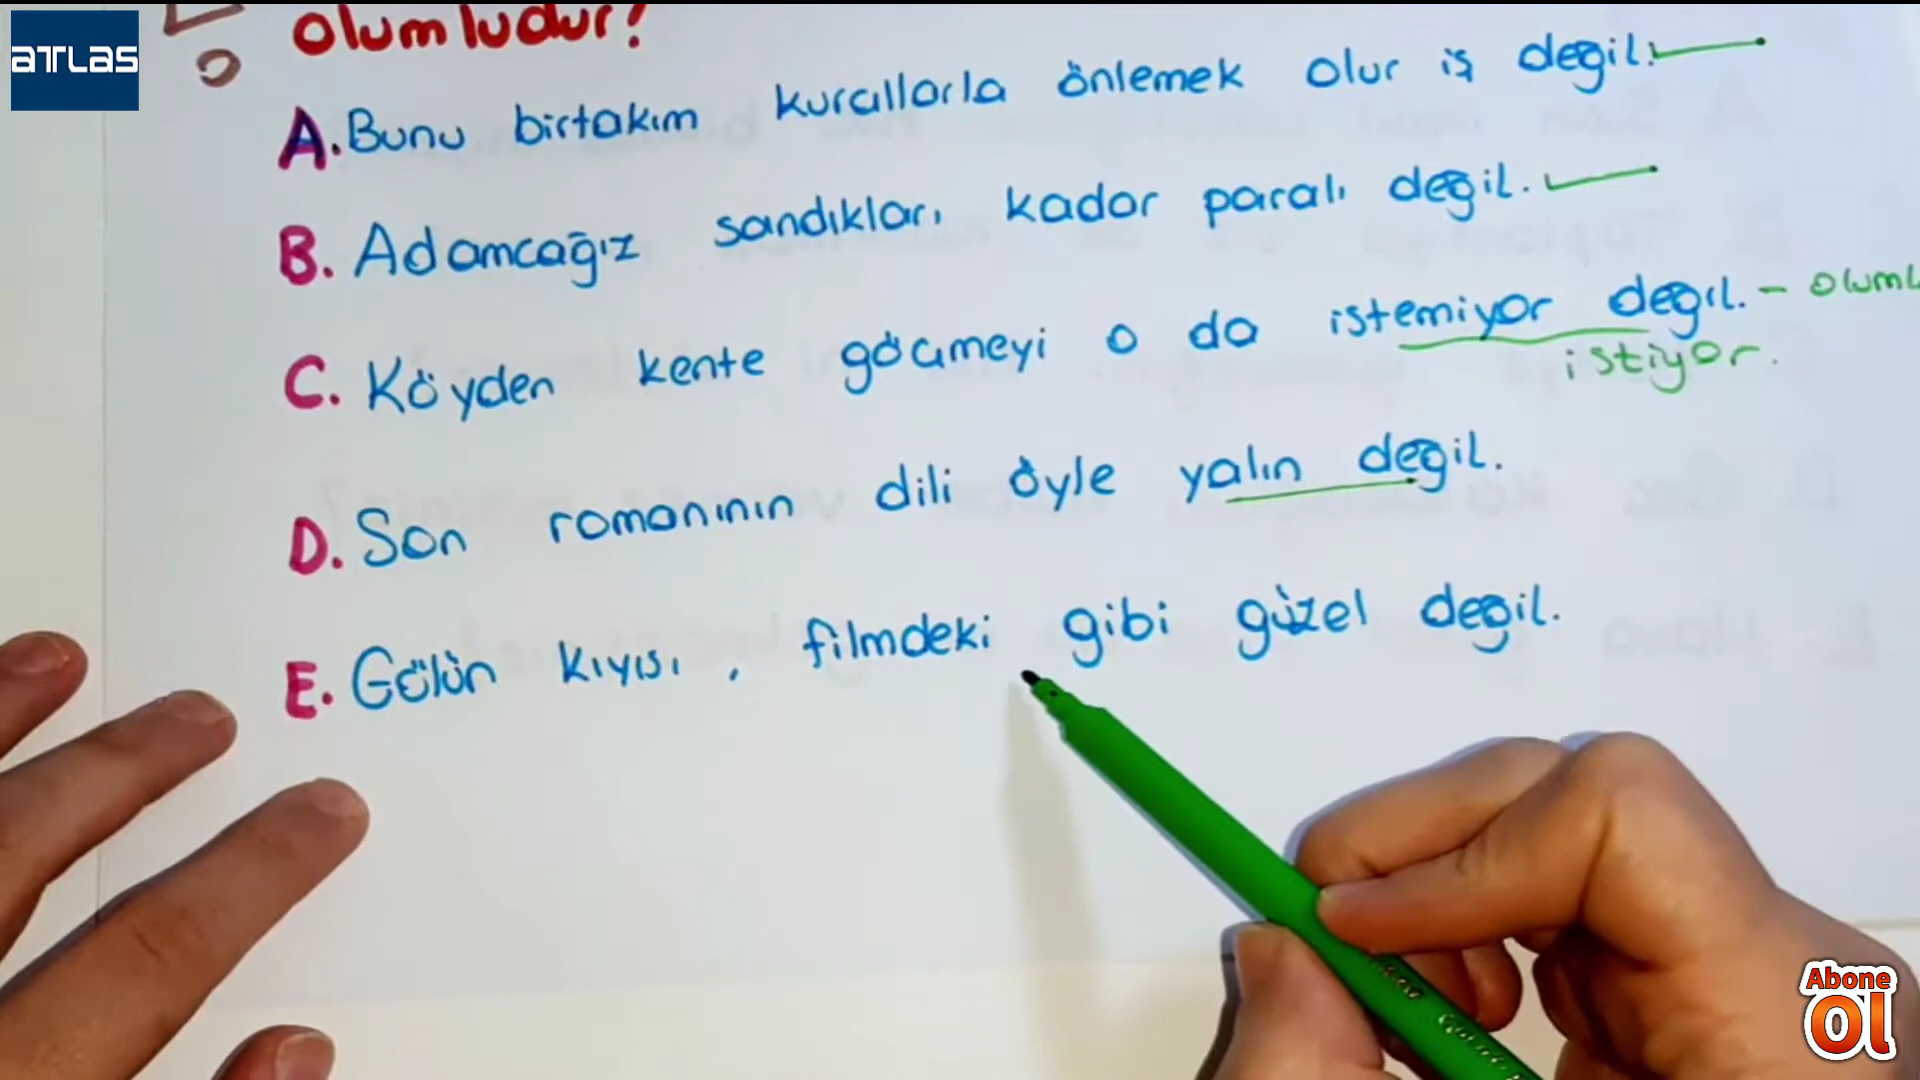 ATLAS
olumludur?
A. Bunu birtakım kurallarla önlemek olur iş değil.
B. Adamcağız sandıkları kadar paralı değil.
C. Köyden kente göçmeyi o da istemiyor değil. - olumlu
istiyor.
D. Son romanının dili öyle yalın değil.
E. Gölün kıyısı, filmdeki gibi güzel değil.
Abone
Ol